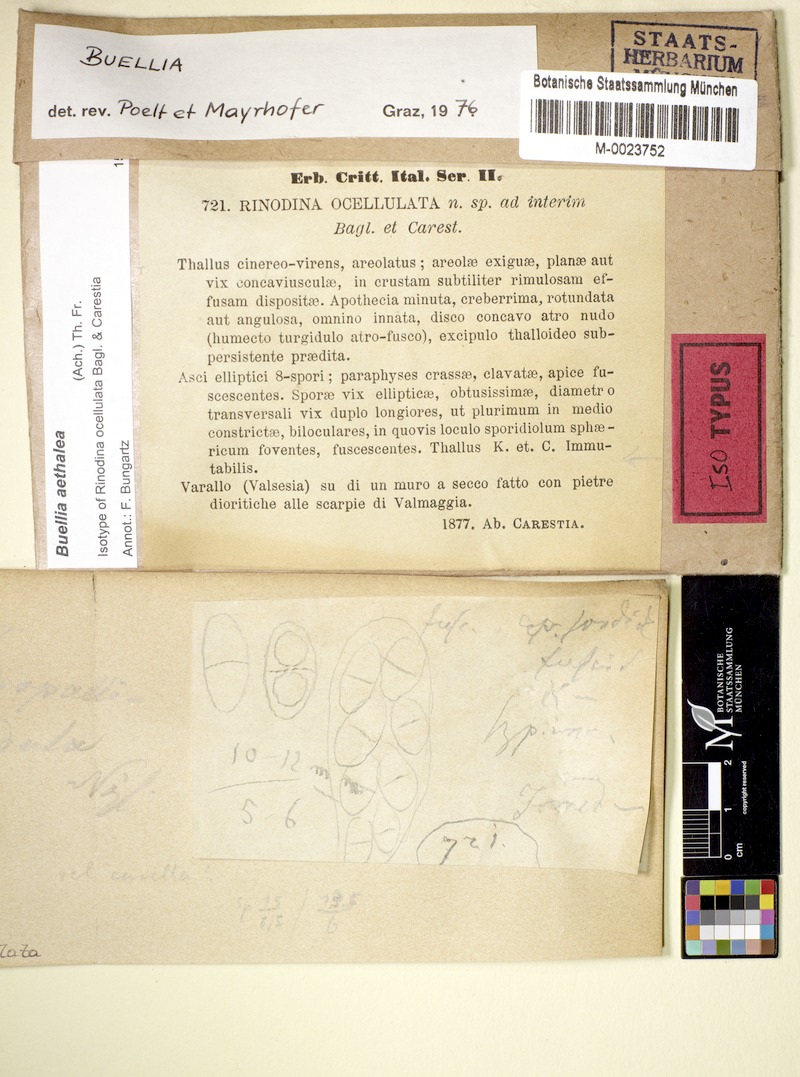 BUELLIA
det. rev. Poelt et Mayrhofer Graz, 1976
STAATS-
HERBARIUM
Botanische Staatssammlung München
M-0023752
Buellia aethalea
(Ach.) Th. Fr.
Isotype of Rinodina ocellulata Bagl. & Carestia
Annot.: F. Bungartz
Erb. Critt. Ital. Ser. II.
721. RINODINA OCELLULATA n. sp. ad interim
Bagl. et Carest.
Thallus cinereo-virens, areolatus; areolæ exiguæ, planæ aut
vix concaviusculæ, in crustam subtiliter rimulosam ef-
fusam dispositæ. Apothecia minuta, creberrima, rotundata
aut angulosa, omnino innata, disco concavo atro nudo
(humecto turgidulo atro-fusco), excipulo thalloideo sub-
persistente prædita.
Asci elliptici 8-spori; paraphyses crassæ, clavatæ, apice fu-
scescentes. Sporæ vix ellipticæ, obtusissimæ, diametro
transversali vix duplo longiores, ut plurimum in medio
constrictæ, biloculares, in quovis loculo sporidiolum sphæ-
ricum foventes, fuscescentes. Thallus K. et. C. Immu-
tabilis.
Varallo (Valsesia) su di un muro a secco fatto con pietre
dioritiche alle scarpie di Valmaggia.
1877. Ab. CARESTIA.
Iso TYPUS
10-12
5-6
721.
BOTANISCHE
STAATSSAMMLUNG
MÜNCHEN
copyright reserved
0 1 2
cm